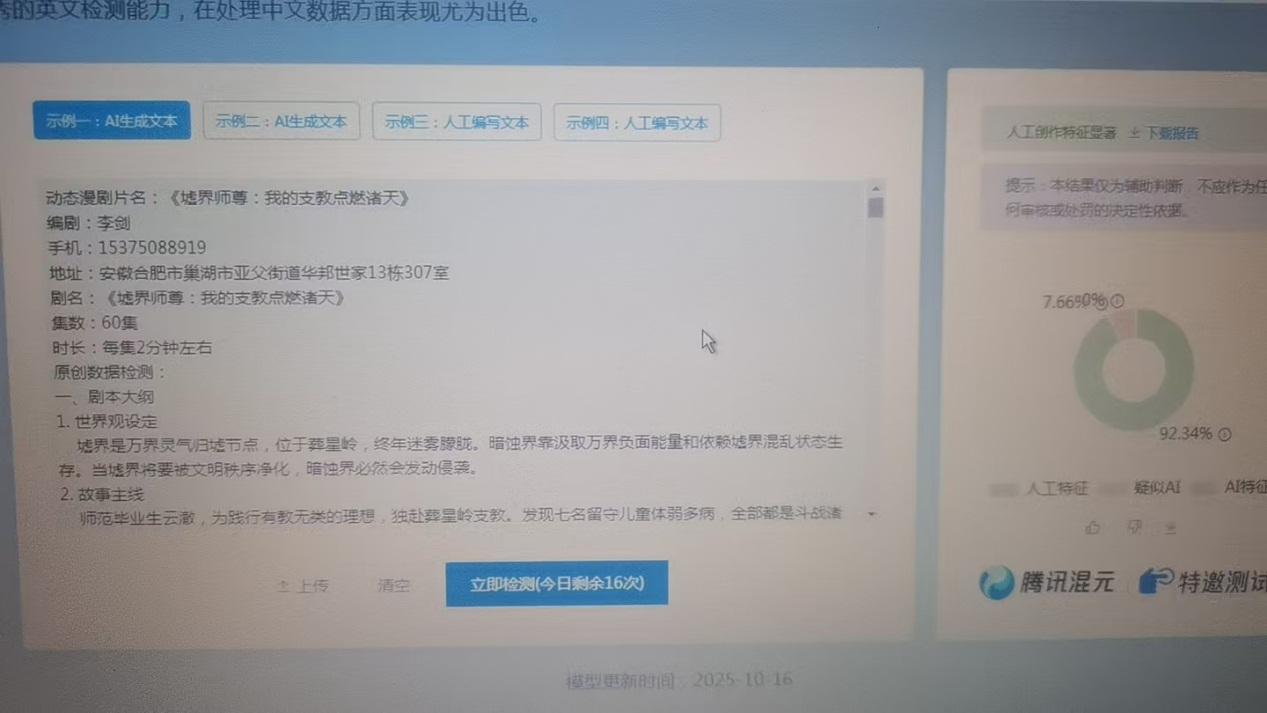 秀的英文检测能力，在处理中文数据方面表现尤为出色。
示例一：AI生成文本
示例二：AI生成文本
示例三：人工编写文本
示例四：人工编写文本
动态漫剧片名：《墟界师尊：我的支教点燃诸天》
编剧：李剑
手机：15375088919
地址：安徽合肥市巢湖市亚父街道华邦世家13栋307室
剧名：《墟界师尊：我的支教点燃诸天》
集数：60集
时长：每集2分钟左右
原创数据检测：
一、剧本大纲
1. 世界观设定
墟界是万界灵气归墟节点，位于葬星岭，终年迷雾朦胧。暗蚀界靠汲取万界负面能量和依赖墟界混乱状态生
存。当墟界将要被文明秩序净化，暗蚀界必然会发动侵袭。
2. 故事主线
师范毕业生云澈，为践行有教无类的理想，独赴葬星岭支教。发现七名留守儿童体弱多病，全部都是斗战诸
上传
清空
立即检测(今日剩余16次)
人工创作特征显著 下载报告
提示：本结果仅为辅助判断，不应作为任
何审核或处罚的决定性依据。
7.66%
0%
92.34%
人工特征
疑似AI
AI特征
腾讯混元
特邀测试
模型更新时间：2025-10-16